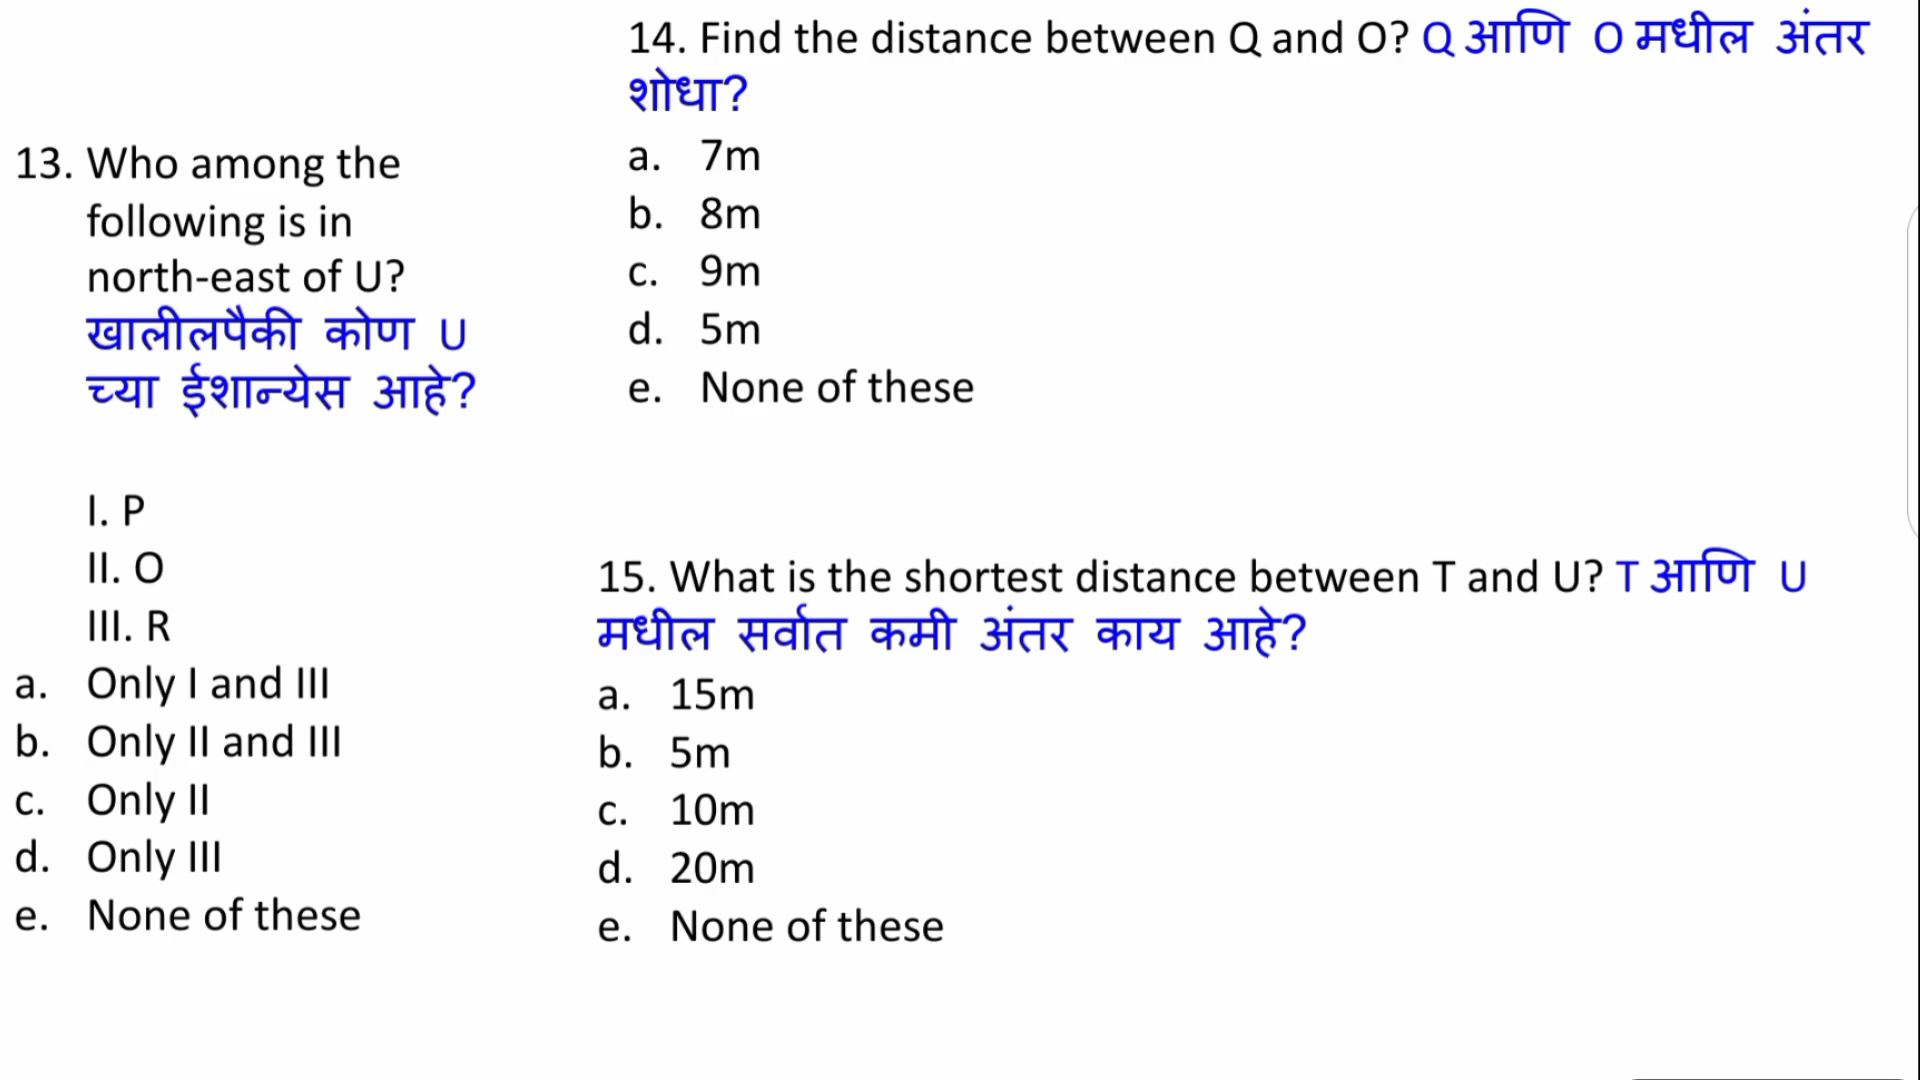 13. Who among the
following is in
north-east of U?
खालीलपैकी कोण U
च्या ईशान्येस आहे?
I. P
II. O
III. R
a. Only I and III
b. Only II and III
c. Only II
d. Only III
e. None of these
14. Find the distance between Q and O? Q आणि O मधील अंतर
शोधा?
a. 7m
b. 8m
c. 9m
d. 5m
e. None of these
15. What is the shortest distance between T and U? T आणि U
मधील सर्वात कमी अंतर काय आहे?
a. 15m
b. 5m
c. 10m
d. 20m
e. None of these